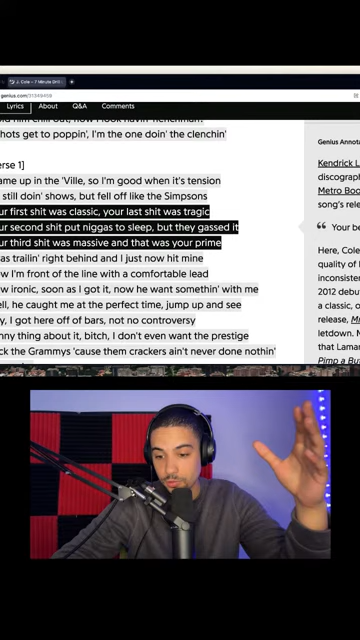 J. Cole – 7 Minute Drill
genius.com/31349459
Lyrics About Q&A Comments
hots get to poppin', I'm the one doin' the clenchin'
erse 1]
ame up in the 'Ville, so I'm good when it's tension
still doin' shows, but fell off like the Simpsons
ur first shit was classic, your last shit was tragic
ur second shit put niggas to sleep, but they gassed it
ur third shit was massive and that was your prime
as trailin' right behind and I just now hit mine
w I'm front of the line with a comfortable lead
w ironic, soon as I got it, now he want somethin' with me
ell, he caught me at the perfect time, jump up and see
y, I got here off of bars, not no controversy
nny thing about it, bitch, I don't even want the prestige
ck the Grammys 'cause them crackers ain't never done nothin'
Genius Annota
Kendrick L
discograph
Metro Boo
song's rele
Your be
Here, Cole
quality of
inconsisten
2012 debu
a classic, o
release,
letdown.
that Lamar
Pimp a But